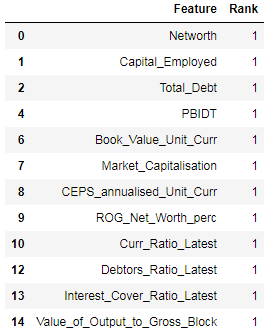 Feature Rank
0 Networth 1
1 Capital_Employed 1
2 Total_Debt 1
4 PBIDT 1
6 Book_Value_Unit_Curr 1
7 Market_Capitalisation 1
8 CEPS_annualised_Unit_Curr 1
9 ROG_Net_Worth_perc 1
10 Curr_Ratio_Latest 1
12 Debtors_Ratio_Latest 1
13 Interest_Cover_Ratio_Latest 1
14 Value_of_Output_to_Gross_Block 1